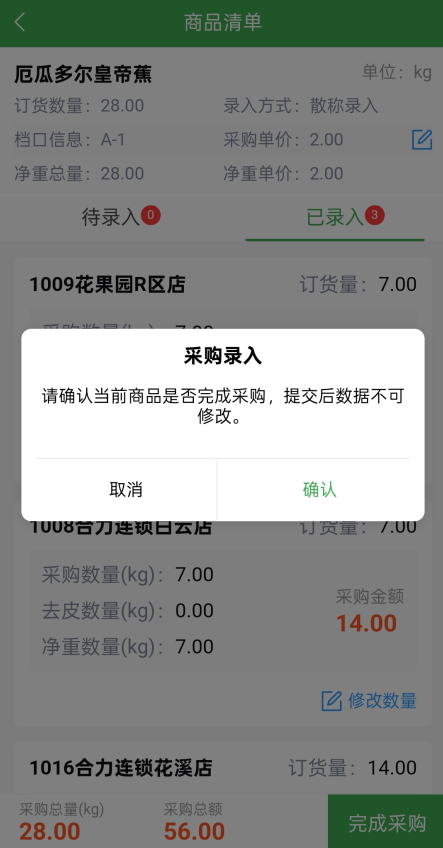 商品清单
厄瓜多尔皇帝蕉
单位：kg
订货数量：28.00
录入方式：散称录入
档口信息：A-1
采购单价：2.00
净重总量：28.00
净重单价：2.00
待录入 0
已录入 3
1009花果园R区店
订货量：7.00
采购数量(kg)：7.00
采购录入
请确认当前商品是否完成采购，提交后数据不可
修改。
取消
确认
1008合力连锁白云店
订货量：7.00
采购数量(kg)：7.00
去皮数量(kg)：0.00
净重数量(kg)：7.00
采购金额
14.00
修改数量
1016合力连锁花溪店
订货量：14.00
采购总量(kg)
28.00
采购总额
56.00
完成采购